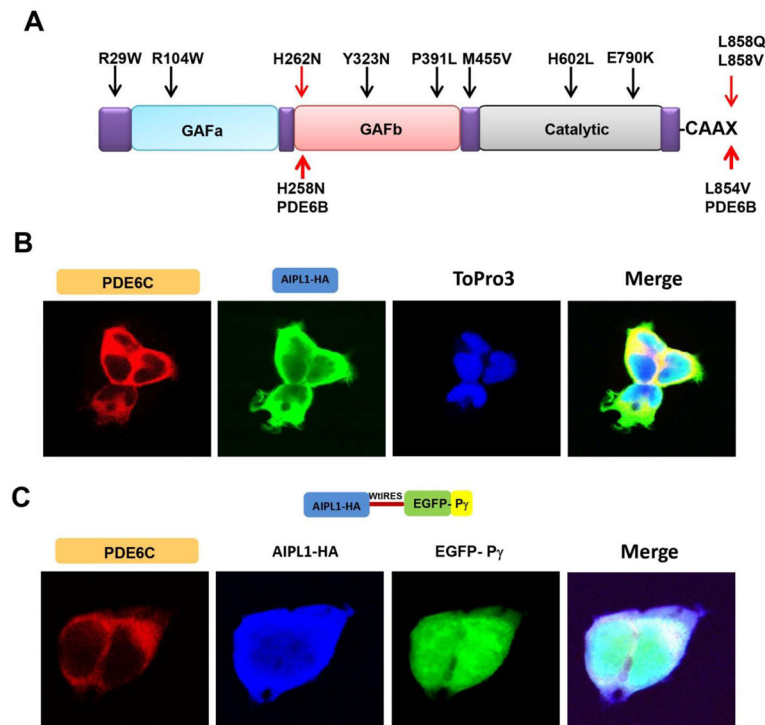 A
L858Q
L858V
R29W R104W H262N Y323N P391L M455V H602L E790K
GAFa GAFb Catalytic -CAAX
H258N
PDE6B
L854V
PDE6B
B
PDE6C AIPL1-HA ToPro3 Merge
C
WtIRES
AIPL1-HA EGFP- Pγ
PDE6C AIPL1-HA EGFP- Pγ Merge